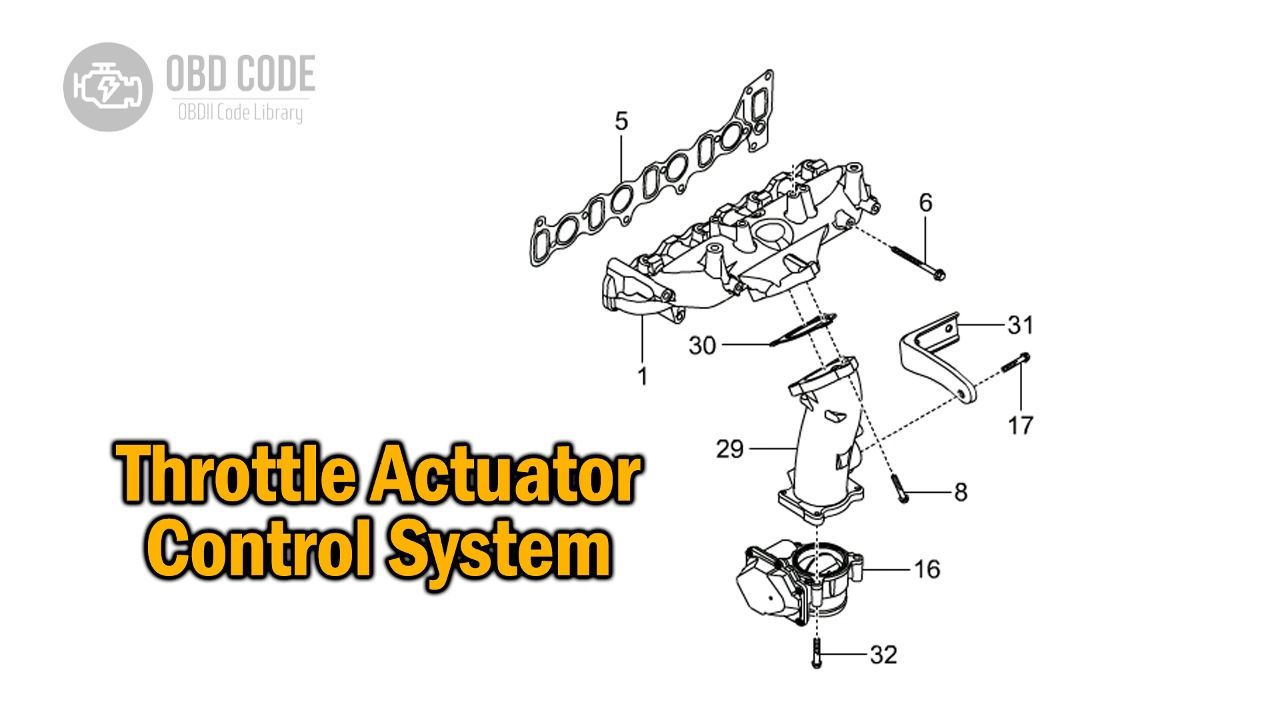 OBD CODE
OBDII Code Library
5
6
31
30
1
17
29
8
16
32
Throttle Actuator
Control System